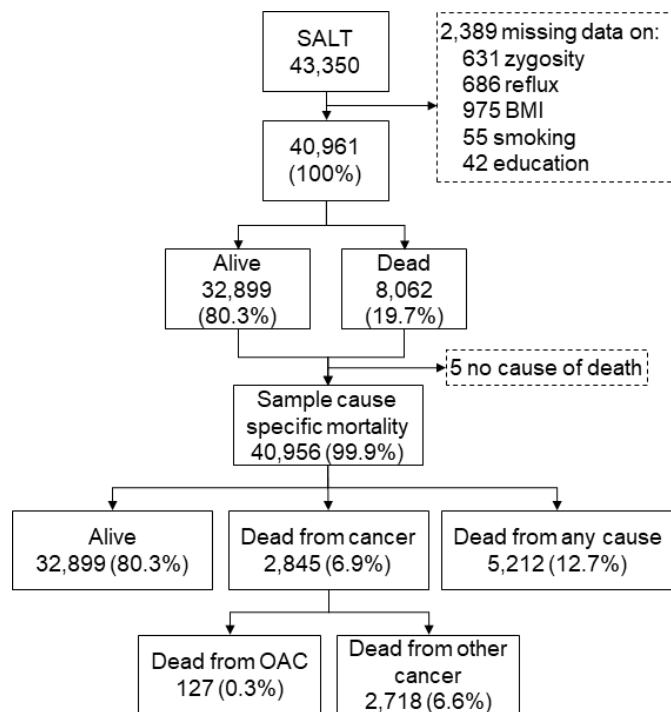 SALT
43,350
2,389 missing data on:
631 zygosity
686 reflux
975 BMI
55 smoking
42 education
40,961
(100%)
Alive
32,899
(80.3%)
Dead
8,062
(19.7%)
5 no cause of death
Sample cause
specific mortality
40,956 (99.9%)
Alive
32,899 (80.3%)
Dead from cancer
2,845 (6.9%)
Dead from any cause
5,212 (12.7%)
Dead from OAC
127 (0.3%)
Dead from other
cancer
2,718 (6.6%)